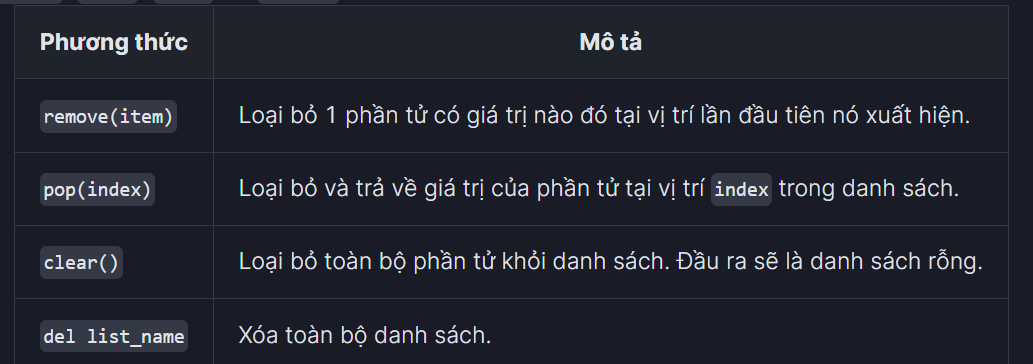 Phương thức Mô tả
remove(item) Loại bỏ 1 phần tử có giá trị nào đó tại vị trí lần đầu tiên nó xuất hiện.
pop(index) Loại bỏ và trả về giá trị của phần tử tại vị trí index trong danh sách.
clear() Loại bỏ toàn bộ phần tử khỏi danh sách. Đầu ra sẽ là danh sách rỗng.
del list_name Xóa toàn bộ danh sách.